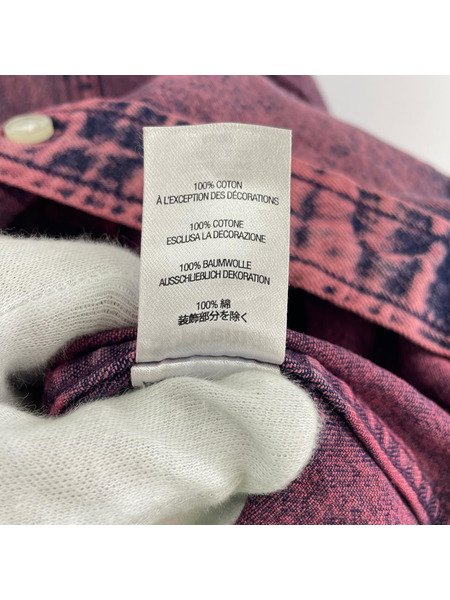 100% COTON
À L'EXCEPTION DES DÉCORATIONS
100% COTONE
ESCLUSA LA DECORAZIONE
100% BAUMWOLLE
AUSSCHLIEBLICH DEKORATION
100% 綿
装飾部分を除く